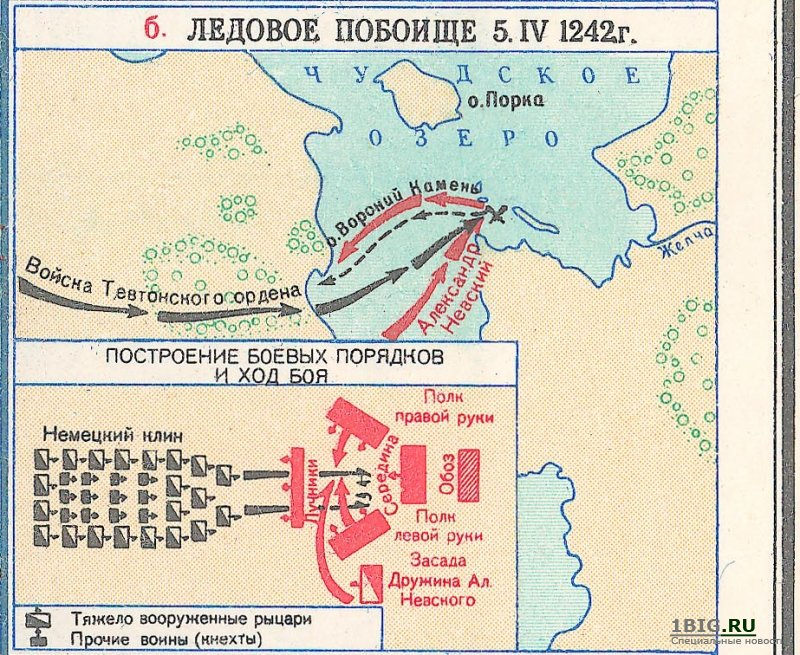 б. ЛЕДОВОЕ ПОБОИЩЕ 5. IV 1242г.
ЧУДСКОЕ
о.Порка
ОЗЕРО
о.Вороний Камень
Желча
Войска Тевтонского ордена
Александр
Невский
ПОСТРОЕНИЕ БОЕВЫХ ПОРЯДКОВ
И ХОД БОЯ
Полк
правой руки
Немецкий клин
Лучники
Середина
Обоз
Полк
левой руки
Засада
Дружина Ал.
Невского
Тяжело вооруженные рыцари
Прочие воины (кнехты)
1BIG.RU
Специальные новости